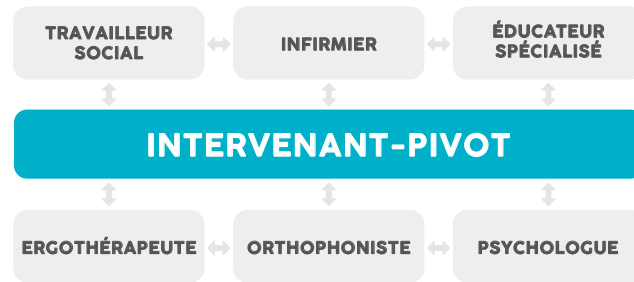 TRAVAILLEUR
SOCIAL
INFIRMIER
ÉDUCATEUR
SPÉCIALISÉ
INTERVENANT-PIVOT
ERGOTHÉRAPEUTE
ORTHOPHONISTE
PSYCHOLOGUE